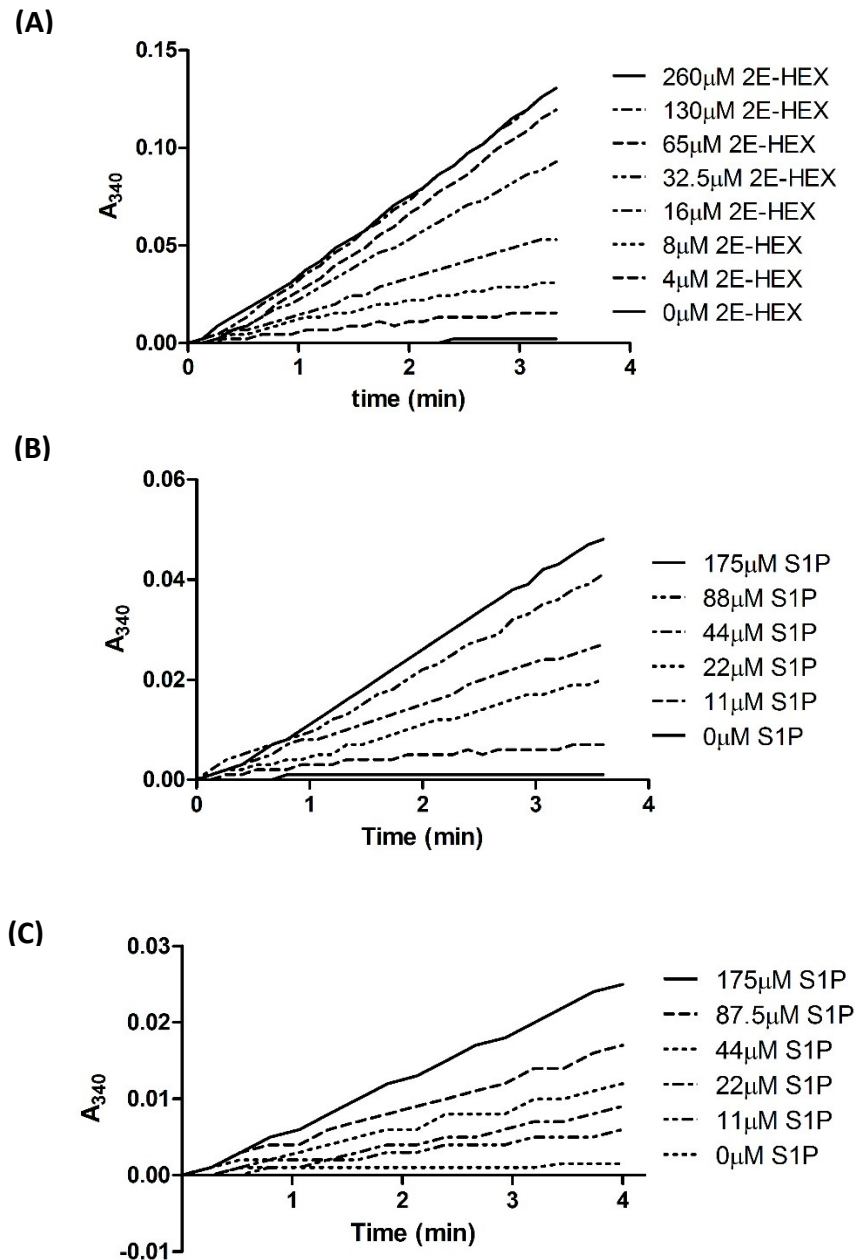 (A)
0.15
0.10
0.05
0.00
A340
0
1
2
3
4
time (min)
260μM 2E-HEX
130μM 2E-HEX
65μM 2E-HEX
32.5μM 2E-HEX
16μM 2E-HEX
8μM 2E-HEX
4μM 2E-HEX
0μM 2E-HEX
(B)
0.06
0.04
0.02
0.00
A340
0
1
2
3
4
Time (min)
175μM S1P
88μM S1P
44μM S1P
22μM S1P
11μM S1P
0μM S1P
(C)
0.03
0.02
0.01
0.00
-0.01
A340
1
2
3
4
Time (min)
175μM S1P
87.5μM S1P
44μM S1P
22μM S1P
11μM S1P
0μM S1P